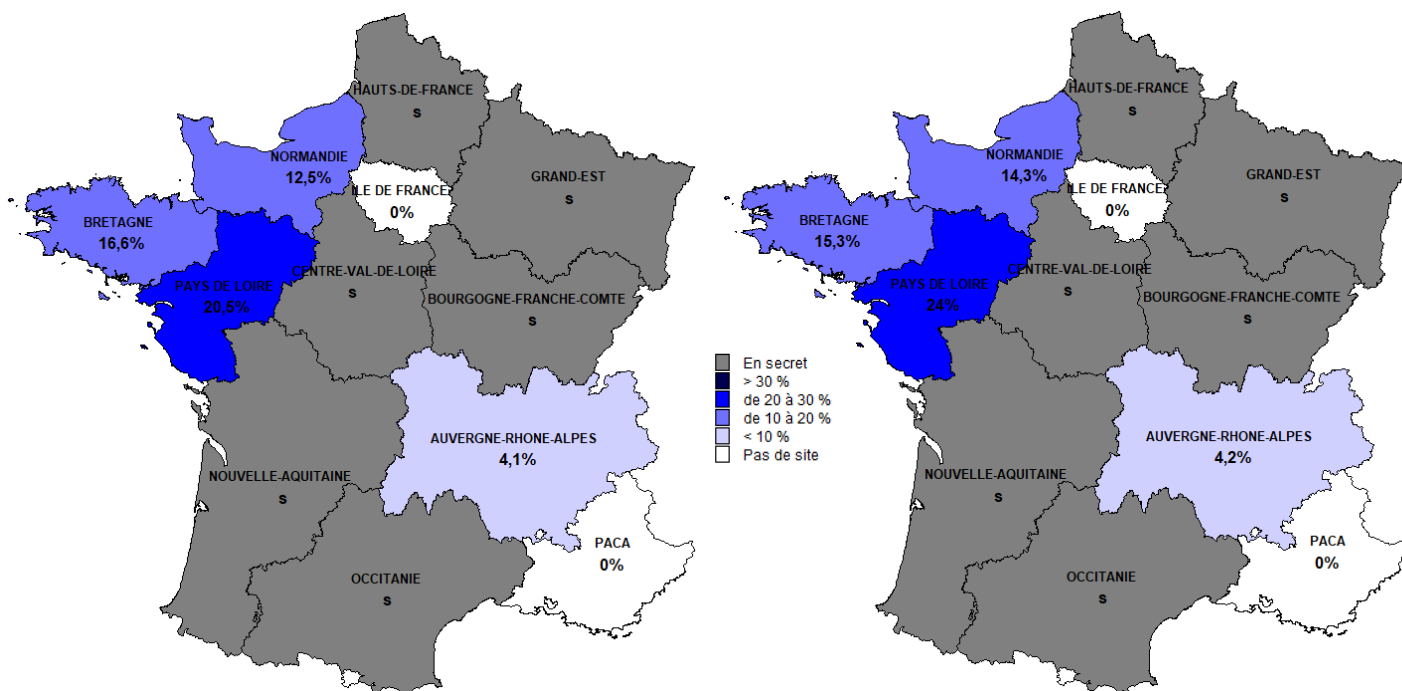 HAUTS-DE-FRANCE
s
NORMANDIE
12,5%
ILE DE FRANCE
0%
GRAND-EST
s
BRETAGNE
16,6%
CENTRE-VAL-DE-LOIRE
s
PAYS DE LOIRE
20,5%
BOURGOGNE-FRANCHE-COMTE
s
AUVERGNE-RHONE-ALPES
4,1%
NOUVELLE-AQUITAINE
s
PACA
0%
OCCITANIE
s
En secret
> 30 %
de 20 à 30 %
de 10 à 20 %
< 10 %
Pas de site
HAUTS-DE-FRANCE
s
NORMANDIE
14,3%
ILE DE FRANCE
0%
GRAND-EST
s
BRETAGNE
15,3%
CENTRE-VAL-DE-LOIRE
s
PAYS DE LOIRE
24%
BOURGOGNE-FRANCHE-COMTE
s
AUVERGNE-RHONE-ALPES
4,2%
NOUVELLE-AQUITAINE
s
PACA
0%
OCCITANIE
s